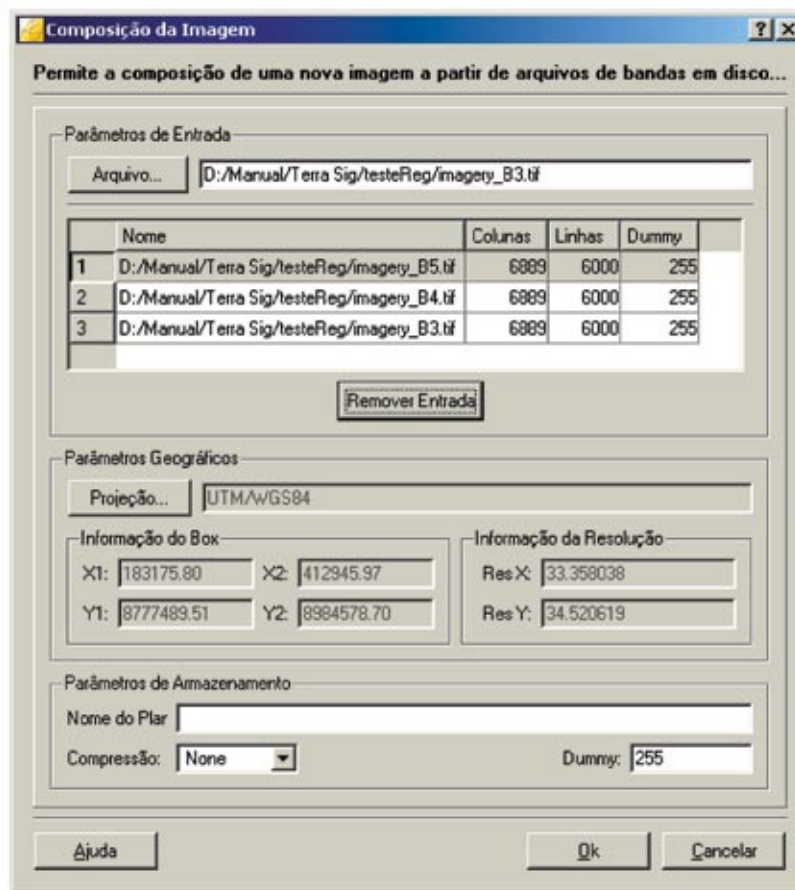 Composição da Imagem
Permite a composição de uma nova imagem a partir de arquivos de bandas em disco...
Parâmetros de Entrada
Arquivo... D:/Manual/Terra Sig/testeReg/imagery_B3.tif
Nome Colunas Linhas Dummy
1 D:/Manual/Terra Sig/testeReg/imagery_B5.tif 6889 6000 255
2 D:/Manual/Terra Sig/testeReg/imagery_B4.tif 6889 6000 255
3 D:/Manual/Terra Sig/testeReg/imagery_B3.tif 6889 6000 255
Remover Entrada
Parâmetros Geográficos
Projeção... UTM/WGS84
Informação do Box
X1: 183175.80 X2: 412945.97
Y1: 8777489.51 Y2: 8984578.70
Informação da Resolução
Res X: 33.358038
Res Y: 34.520619
Parâmetros de Armazenamento
Nome do Plar
Compressão: None Dummy: 255
Ajuda Ok Cancelar